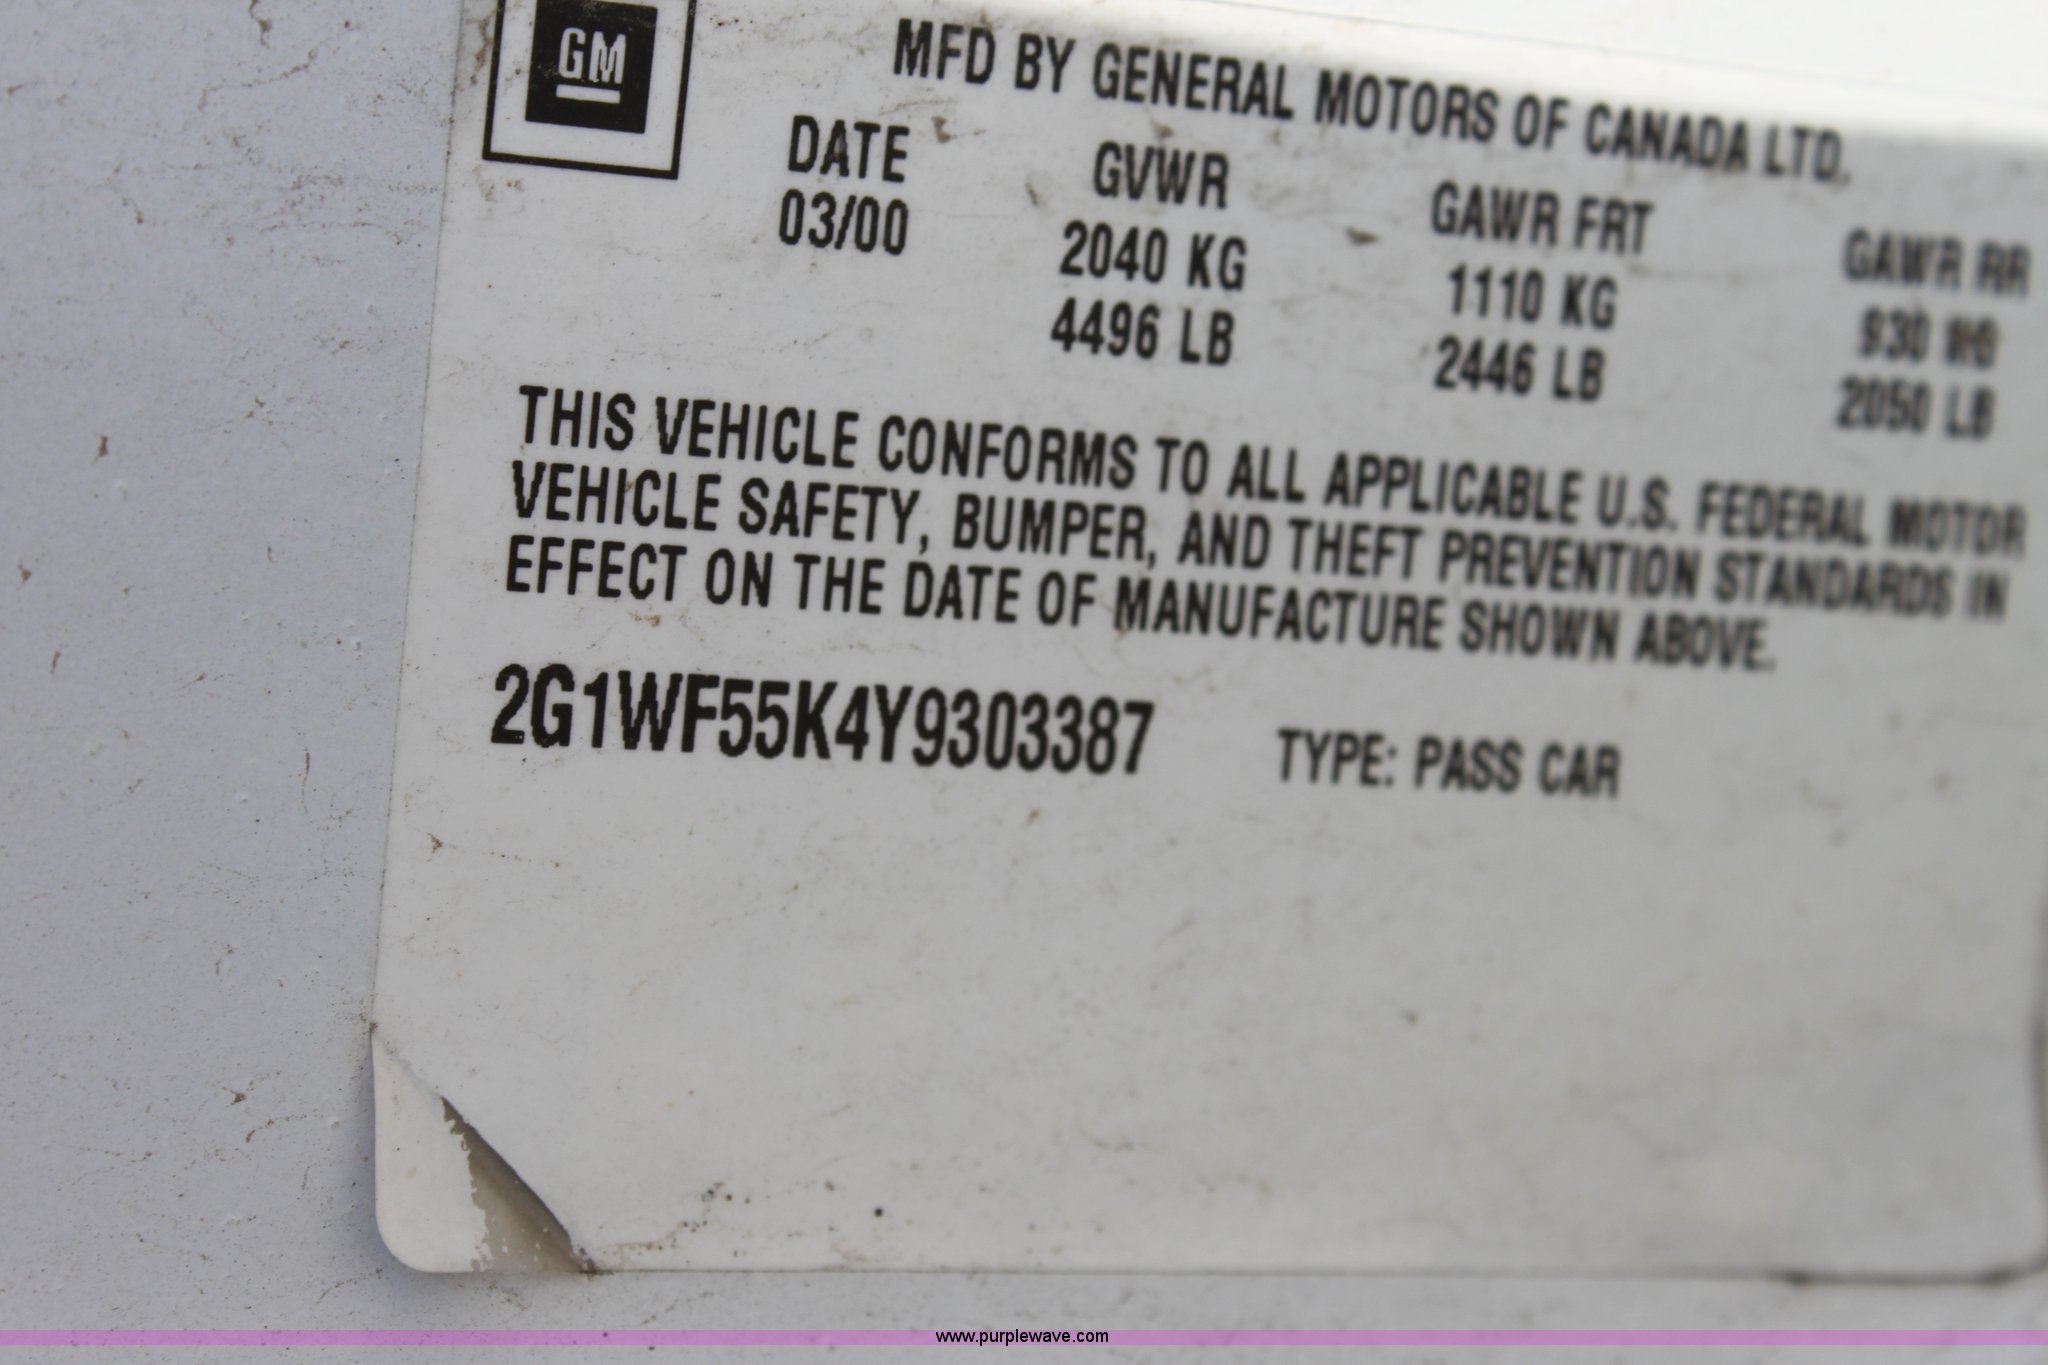 GM
MFD BY GENERAL MOTORS OF CANADA LTD.
DATE GVWR GAWR FRT GAWR RR
03/00 2040 KG 1110 KG 930 KG
4496 LB 2446 LB 2050 LB
THIS VEHICLE CONFORMS TO ALL APPLICABLE U.S. FEDERAL MOTOR
VEHICLE SAFETY, BUMPER, AND THEFT PREVENTION STANDARDS IN
EFFECT ON THE DATE OF MANUFACTURE SHOWN ABOVE.
2G1WF55K4Y9303387 TYPE: PASS CAR
www.purplewave.com